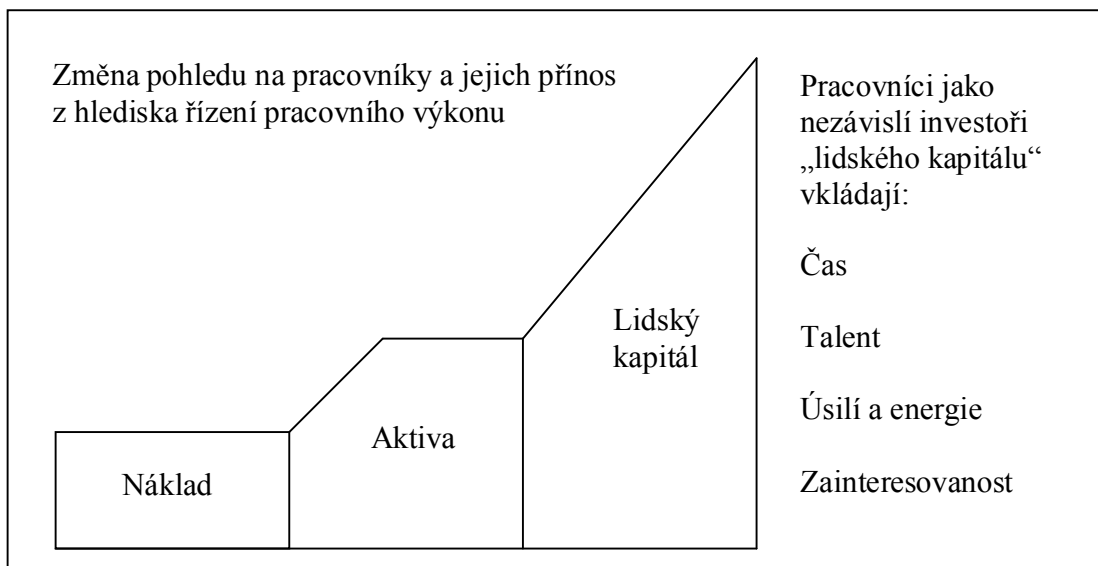 Změna pohledu na pracovníky a jejich přínos
z hlediska řízení pracovního výkonu
Pracovníci jako
nezávislí investoři
„lidského kapitálu“
vkládají:
Čas
Talent
Úsilí a energie
Zainteresovanost
Náklad
Aktiva
Lidský
kapitál